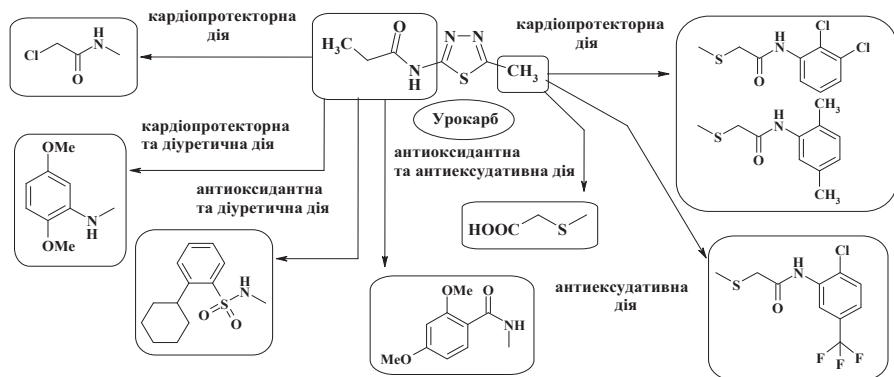 кардіопротекторна
дія
кардіопротекторна
дія
Cl
O
H
N
H3C
O
N
H
N N
S
CH3
S
O
H
N
Cl
Cl
Урокарб
кардіопротекторна
та діуретична дія
антиоксидантна
та антиексудативна дія
S
O
H
N
CH3
CH3
OMe
N
H
OMe
антиоксидантна
та діуретична дія
HOOC
S
S
O
O
H
N
OMe
O
N
H
MeO
антиексудативна
дія
S
O
H
N
Cl
F
F
F